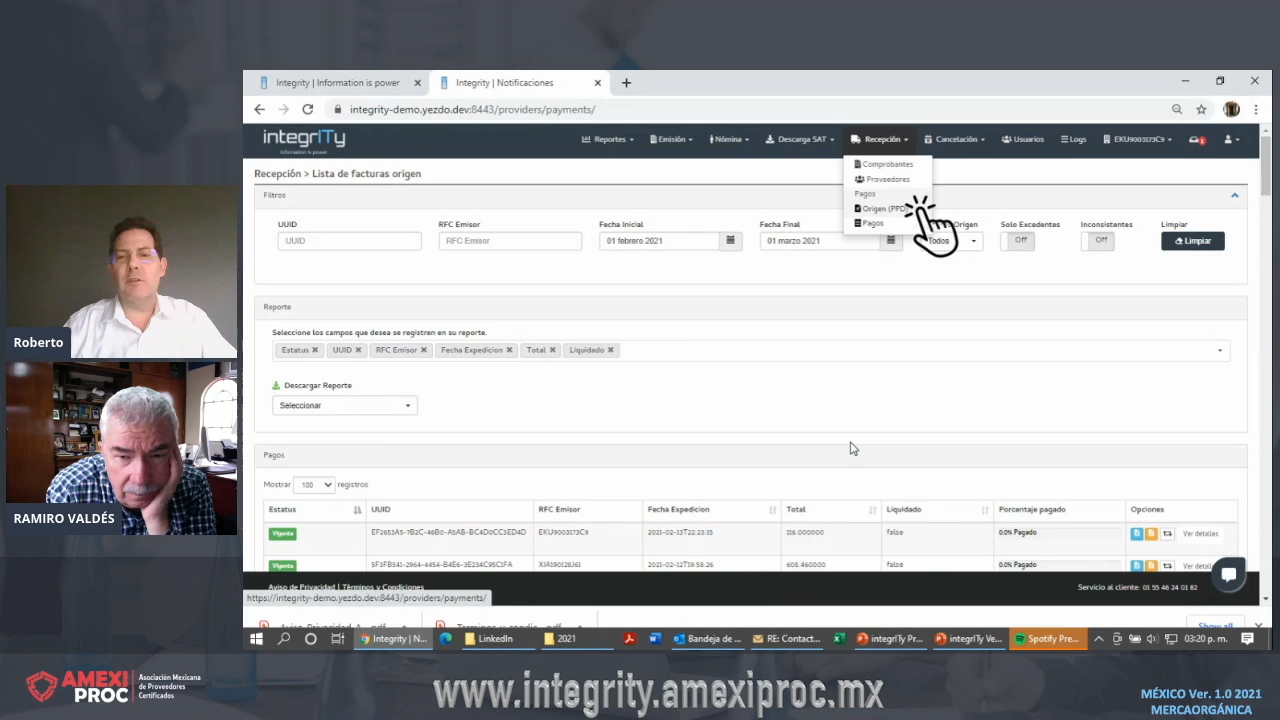 Integrity | Information is power
Integrity | Notificaciones
integrity-demo.yezdo.dev:8443/providers/payments/
integrITy
Information is power.
Reportes
Emisión
Nómina
Descarga SAT
Recepción
Cancelación
Usuarios
Logs
EKU9003173C9
1
Comprobantes
Proveedores
Pagos
Origen (PPD)
Pagos
Recepción > Lista de facturas origen
Filtros
UUID
RFC Emisor
Fecha Inicial
Fecha Final
Origen
Solo Excedentes
Inconsistentes
Limpiar
UUID
RFC Emisor
01 febrero 2021
01 marzo 2021
Todos
Off
Off
Limpiar
Reporte
Seleccione los campos que desea se registren en su reporte.
Estatus
UUID
RFC Emisor
Fecha Expedicion
Total
Liquidado
Descargar Reporte
Seleccionar
Pagos
Mostrar 100 registros
Estatus
UUID
RFC Emisor
Fecha Expedicion
Total
Liquidado
Porcentaje pagado
Opciones
Vigente
EKU9003173C9
2021-02-13T22:23:35
116.000000
false
0.0% Pagado
Ver detalles
Vigente
XIA190128J61
2021-02-12T19:58:26
608.460000
false
0.0% Pagado
Aviso de Privacidad | Términos y Condiciones
Servicio al cliente: 01 55 46 24 01 82
https://integrity-demo.yezdo.dev:8443/providers/payments/
Show all
Integrity | N...
LinkedIn
2021
Bandeja de ...
RE: Contact...
integrITy Pr...
integrITy Ve...
Spotify Pre...
03:20 p. m.
Roberto
RAMIRO VALDÉS
AMEXI
PROC
Asociación Mexicana
de Proveedores
Certificados
www.integrity.amexiproc.mx
MÉXICO Ver. 1.0 2021
MERCAORGÁNICA